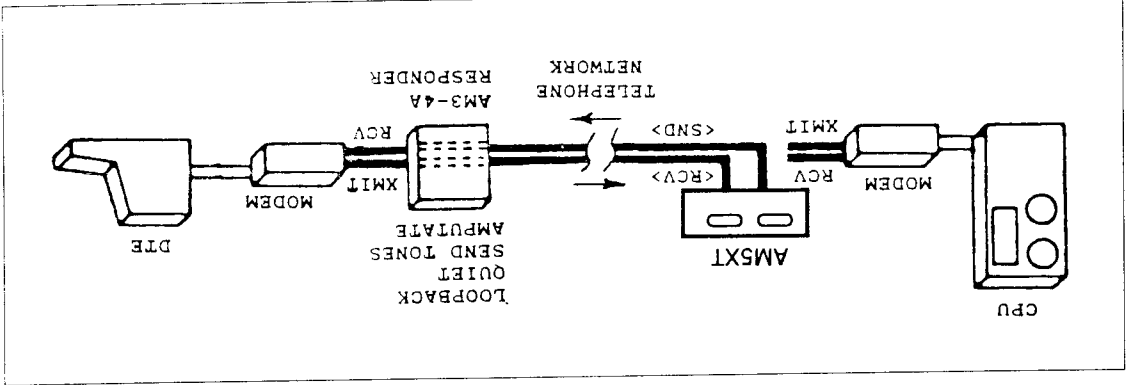 CPU
AM5XT
LOOPBACK
QUIET
SEND TONES
AMPUTATE
DTE
MODEM
RCV
<RCV>
XMIT
MODEM
XMIT
<SND>
RCV
TELEPHONE
NETWORK
AM3-4A
RESPONDER